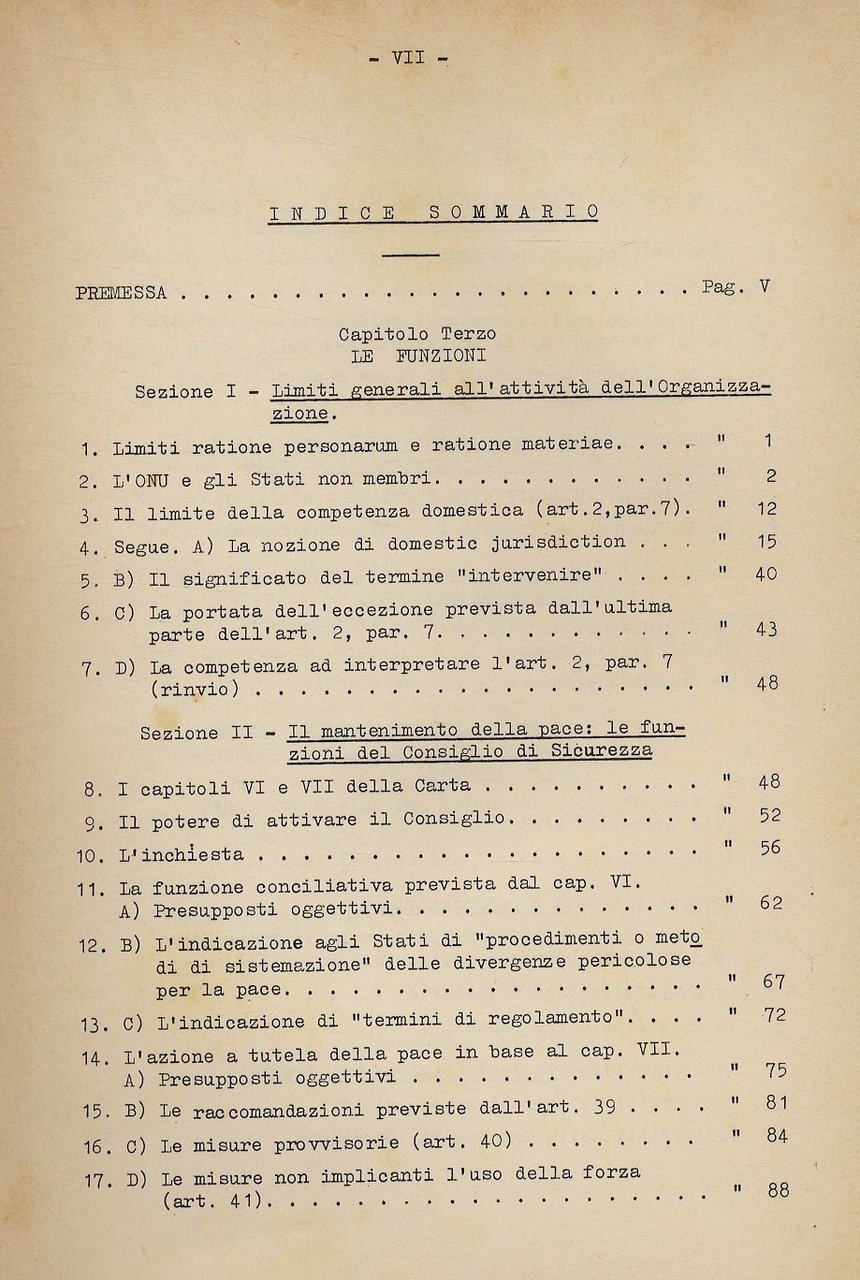 - VII -
INDICE SOMMARIO
PREMESSA . . . . . . . . . . . . . . . . . . . . . . . Pag. V
Capitolo Terzo
LE FUNZIONI
Sezione I - Limiti generali all'attività dell'Organizza-
zione.
1. Limiti ratione personarum e ratione materiae. . . . " 1
2. L'ONU e gli Stati non membri. . . . . . . . . . . . " 2
3. Il limite della competenza domestica (art.2,par.7). " 12
4. Segue. A) La nozione di domestic jurisdiction . . . " 15
5. B) Il significato del termine "intervenire" . . . . " 40
6. C) La portata dell'eccezione prevista dall'ultima
parte dell'art. 2, par. 7. . . . . . . . . . . . " 43
7. D) La competenza ad interpretare l'art. 2, par. 7
(rinvio) . . . . . . . . . . . . . . . . . . . . " 48
Sezione II - Il mantenimento della pace: le fun-
zioni del Consiglio di Sicurezza
8. I capitoli VI e VII della Carta . . . . . . . . . . " 48
9. Il potere di attivare il Consiglio. . . . . . . . . " 52
10. L'inchiesta . . . . . . . . . . . . . . . . . . . . " 56
11. La funzione conciliativa prevista dal cap. VI.
A) Presupposti oggettivi. . . . . . . . . . . . . . " 62
12. B) L'indicazione agli Stati di "procedimenti o meto
di di sistemazione" delle divergenze pericolose
per la pace. . . . . . . . . . . . . . . . . . . " 67
13. C) L'indicazione di "termini di regolamento". . . . " 72
14. L'azione a tutela della pace in base al cap. VII.
A) Presupposti oggettivi . . . . . . . . . . . . . " 75
15. B) Le raccomandazioni previste dall'art. 39 . . . . " 81
16. C) Le misure provvisorie (art. 40) . . . . . . . . " 84
17. D) Le misure non implicanti l'uso della forza
(art. 41). . . . . . . . . . . . . . . . . . . . " 88